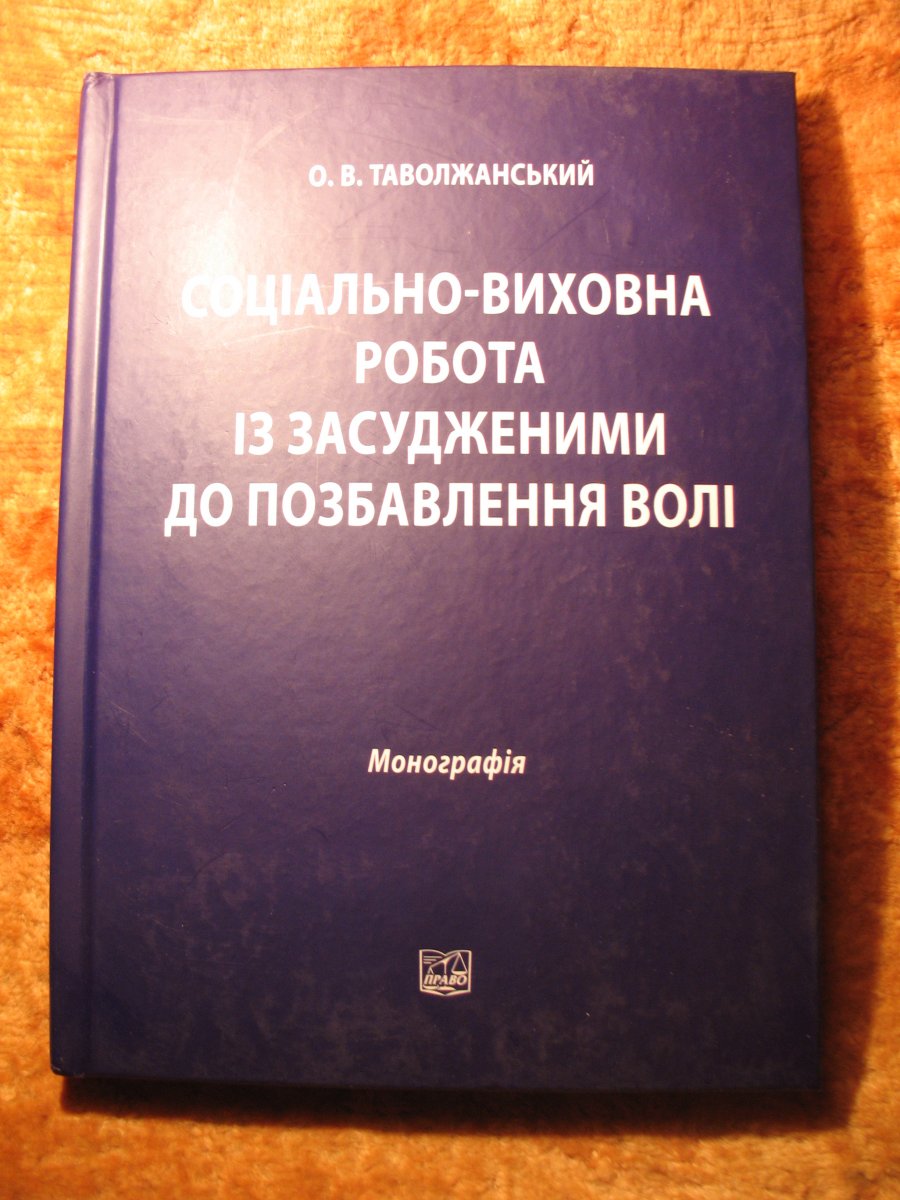 О. В. ТАВОЛЖАНСЬКИЙ
СОЦІАЛЬНО-ВИХОВНА
РОБОТА
ІЗ ЗАСУДЖЕНИМИ
ДО ПОЗБАВЛЕННЯ ВОЛІ
Монографія
ПРАВО